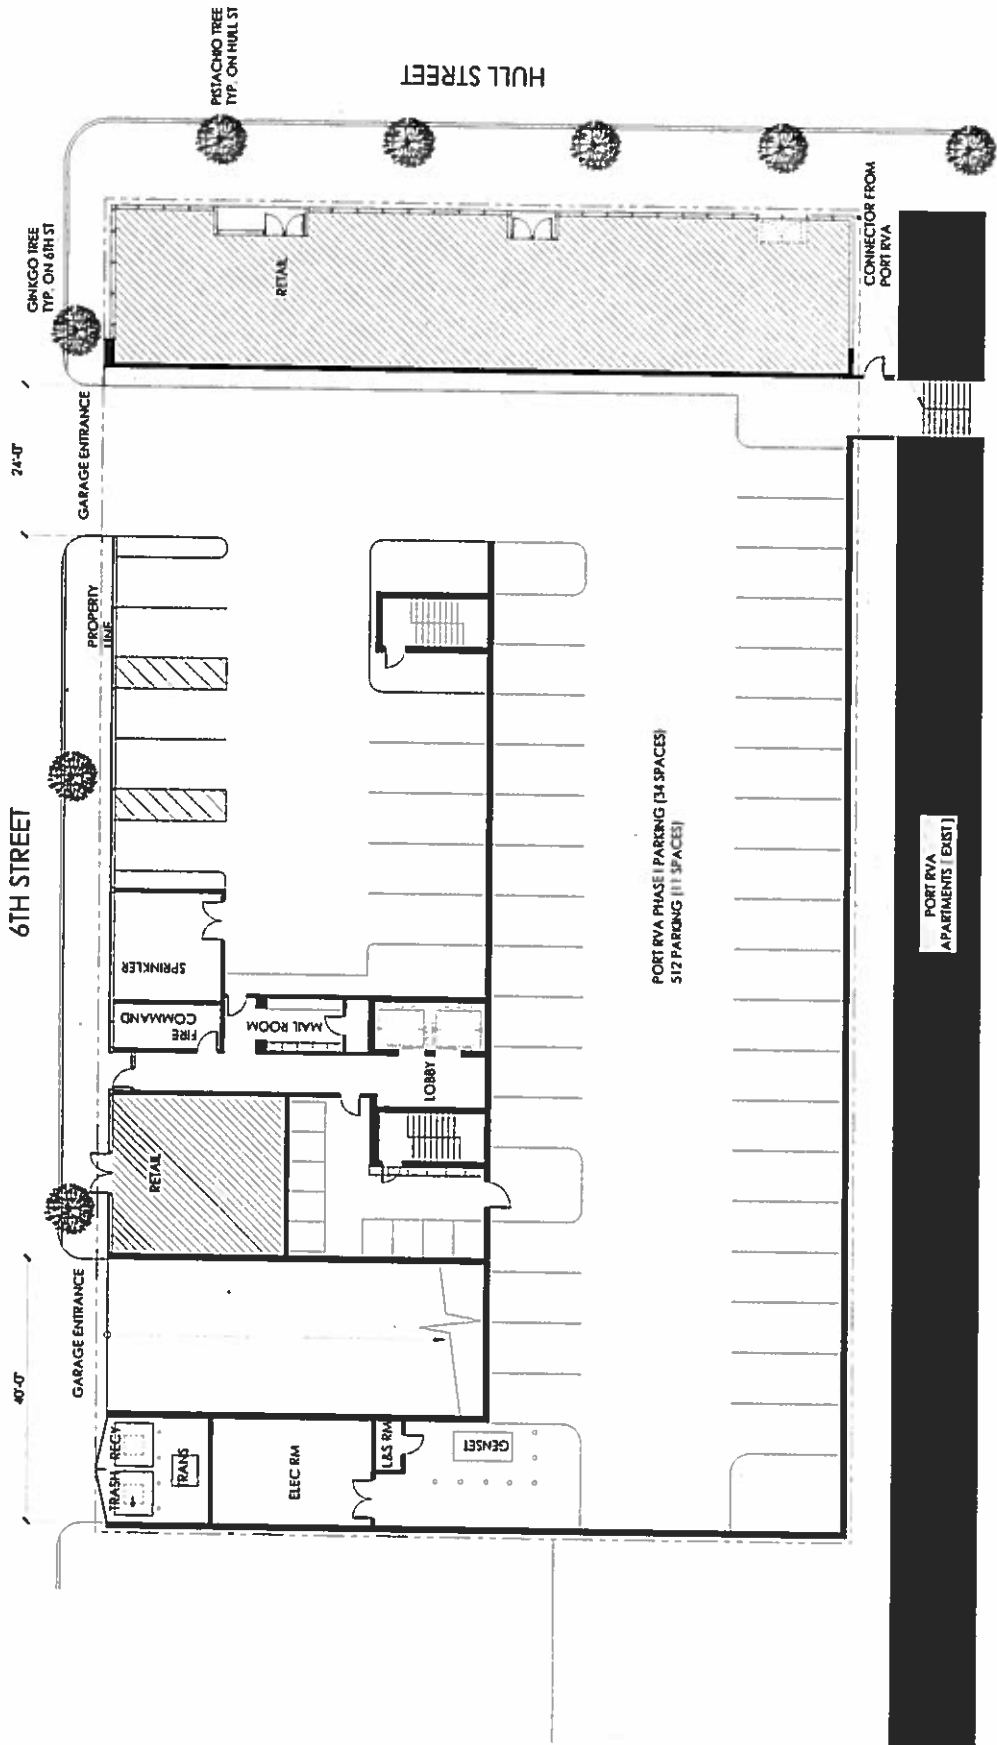 HULL STREET
PISTACHIO TREE
TYP. ON HULL ST
GINKGO TREE
TYP. ON 6TH ST
RETAIL
CONNECTOR FROM
PORT RVA
24'-0"
GARAGE ENTRANCE
PROPERTY
LINE
6TH STREET
SPRINKLER
FIRE
COMMAND
MAIL ROOM
LOBBY
RETAIL
PORT RVA PHASE I PARKING (34 SPACES)
512 PARKING (11 SPACES)
PORT RVA
APARTMENTS (EXIST)
40'-0"
GARAGE ENTRANCE
TRASH
RECY
TRANS
ELEC RM
L&S RM
GENSET